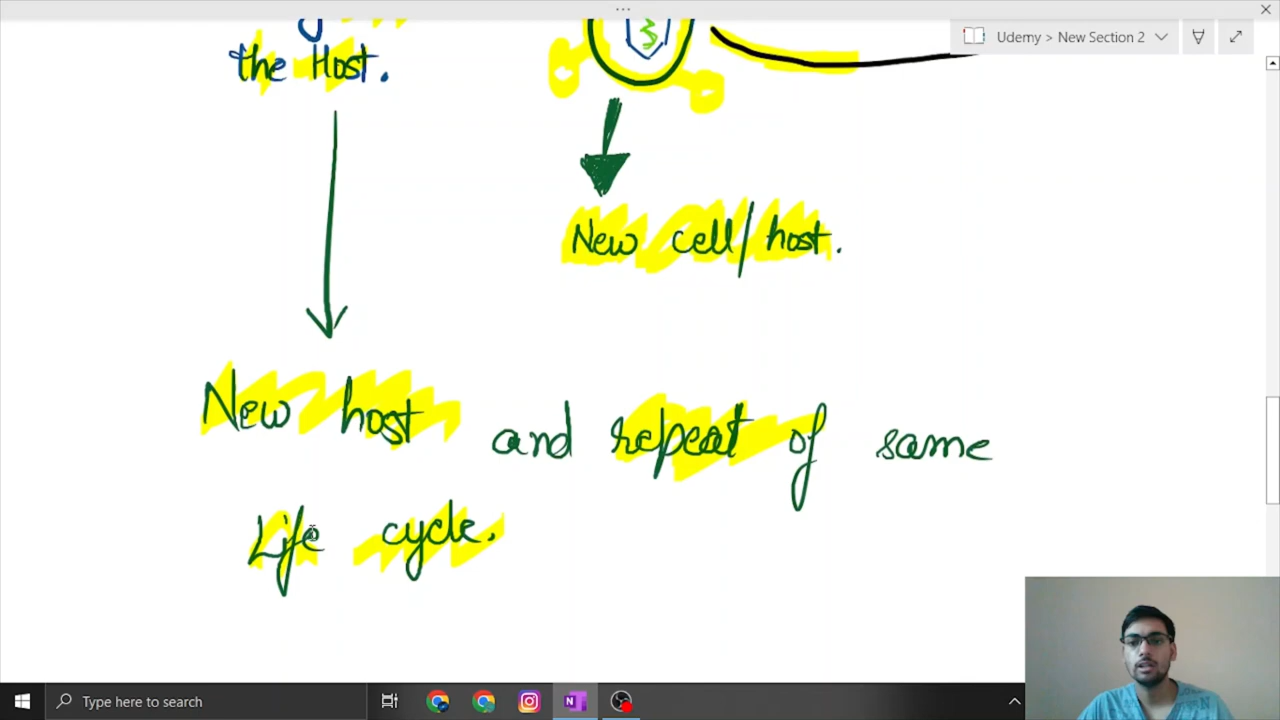 Udemy > New Section 2
the Host.
New cell/host.
New host and repeat of same
Life cycle.
Type here to search